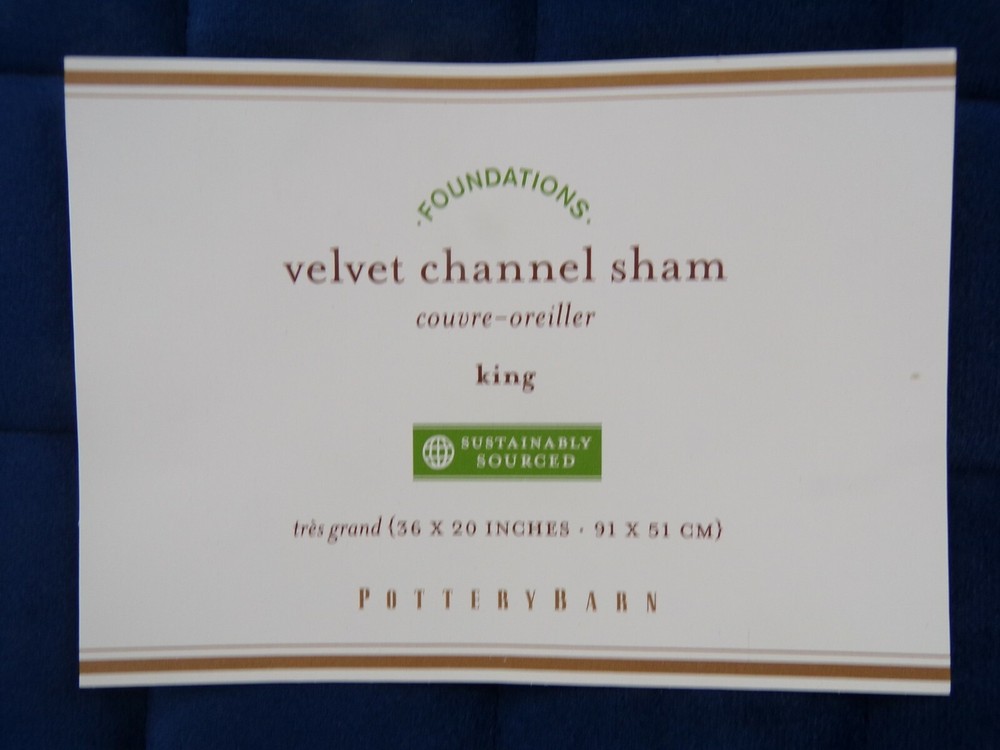 ·FOUNDATIONS·
velvet channel sham
couvre-oreiller
king
SUSTAINABLY
SOURCED
très grand (36 X 20 INCHES · 91 X 51 CM)
POTTERYBARN